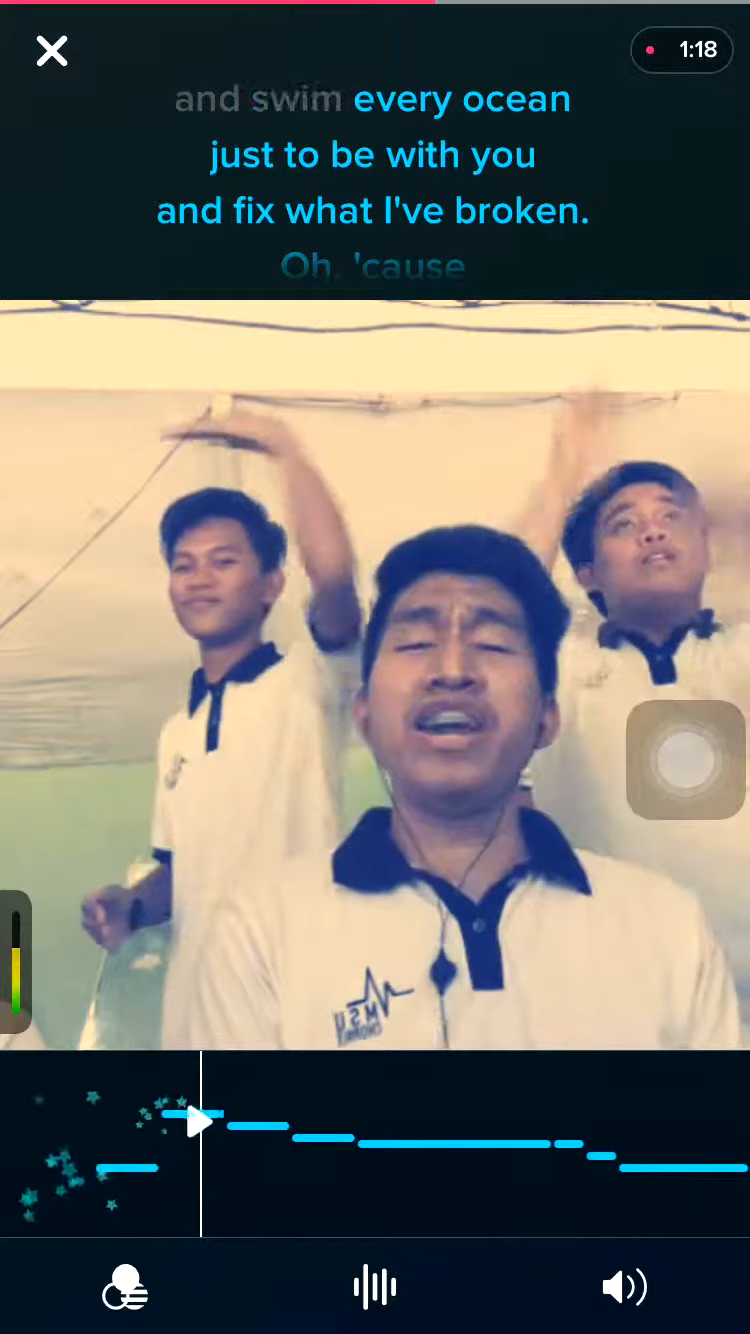 1:18
and swim every ocean
just to be with you
and fix what I've broken.
Oh, 'cause